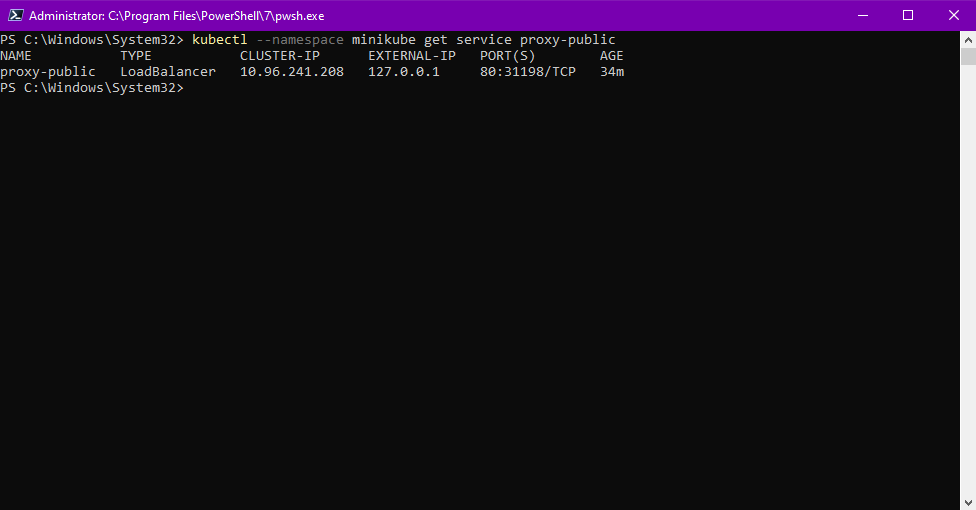 Administrator: C:\Program Files\PowerShell\7\pwsh.exe
PS C:\Windows\System32> kubectl --namespace minikube get service proxy-public
NAME           TYPE           CLUSTER-IP      EXTERNAL-IP   PORT(S)        AGE
proxy-public   LoadBalancer   10.96.241.208   127.0.0.1     80:31198/TCP   34m
PS C:\Windows\System32>